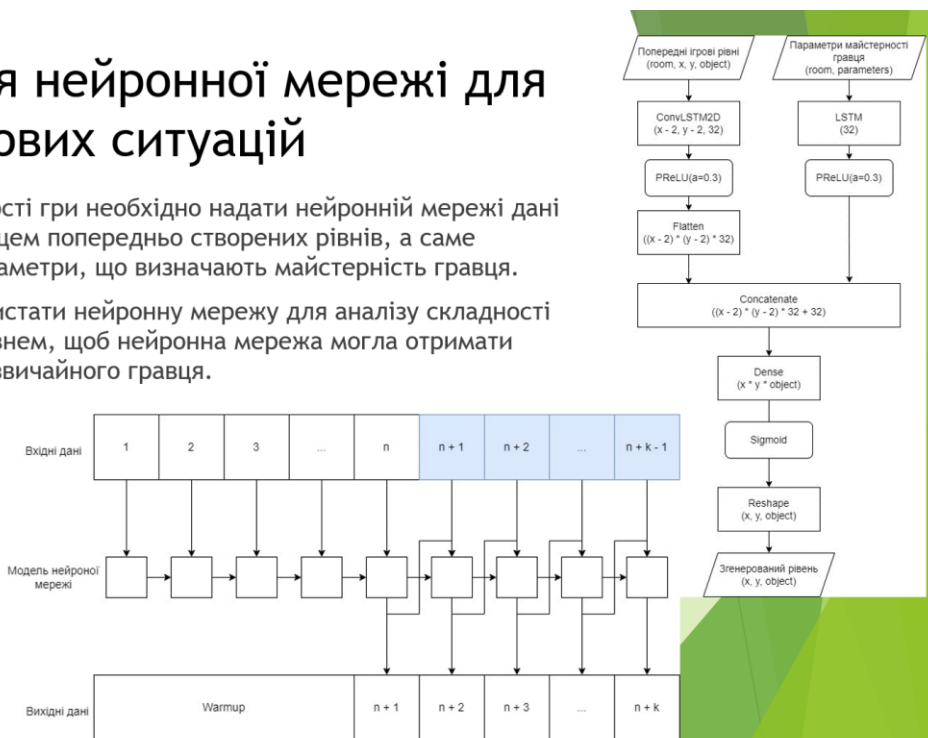 я нейронної мережі для
ових ситуацій
ості гри необхідно надати нейронній мережі дані
цем попередньо створених рівнів, а саме
аметри, що визначають майстерність гравця.
истати нейронну мережу для аналізу складності
внем, щоб нейронна мережа могла отримати
звичайного гравця.
Попередні ігрові рівні
(room, x, y, object)
ConvLSTM2D
(x - 2, y - 2, 32)
PReLU(a=0.3)
Flatten
((x - 2) * (y - 2) * 32)
Параметри майстерності
гравця
(room, parameters)
LSTM
(32)
PReLU(a=0.3)
Concatenate
((x - 2) * (y - 2) * 32 + 32)
Dense
(x * y * object)
Sigmoid
Reshape
(x, y, object)
Згенерований рівень
(x, y, object)
Вхідні дані
1
2
3
...
n
n + 1
n + 2
...
n + k - 1
Модель нейроної
мережі
Вихідні дані
Warmup
n + 1
n + 2
n + 3
...
n + k